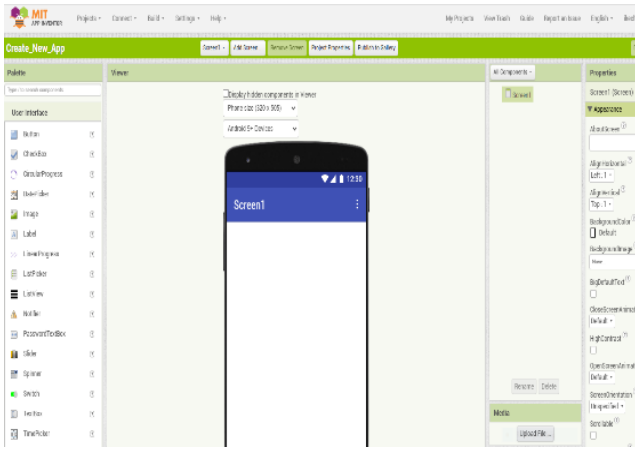 MIT
APP INVENTOR
Projects Connect Build Settings Help
My Projects View Trash Guide Report an Issue English
Create_New_App
Screen1 Add Screen Remove Screen Project Properties Publish to Gallery
Palette
Viewer
All Components
Properties
User Interface
Button
CheckBox
CircularProgress
DatePicker
Image
Label
LinearProgress
ListPicker
ListView
Notifier
PasswordTextBox
Slider
Spinner
Switch
TextBox
TimePicker
Display hidden components in Viewer
Phone size (320 x 505)
Android 5+ Devices
12:30
Screen1
Screen1
Rename Delete
Media
Upload File ...
Screen1 (Screen)
Appearance
AboutScreen
AlignHorizontal
Left : 1
AlignVertical
Top : 1
BackgroundColor
Default
BackgroundImage
None
BigDefaultText
CloseScreenAnimat
Default
HighContrast
OpenScreenAnimat
Default
ScreenOrientation
Unspecified
Scrollable